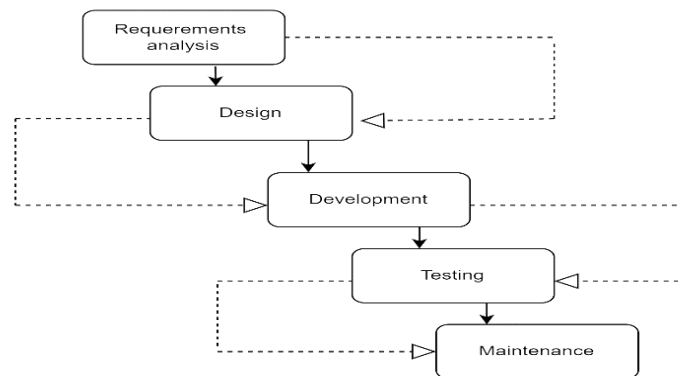 Requerements
analysis
Design
Development
Testing
Maintenance